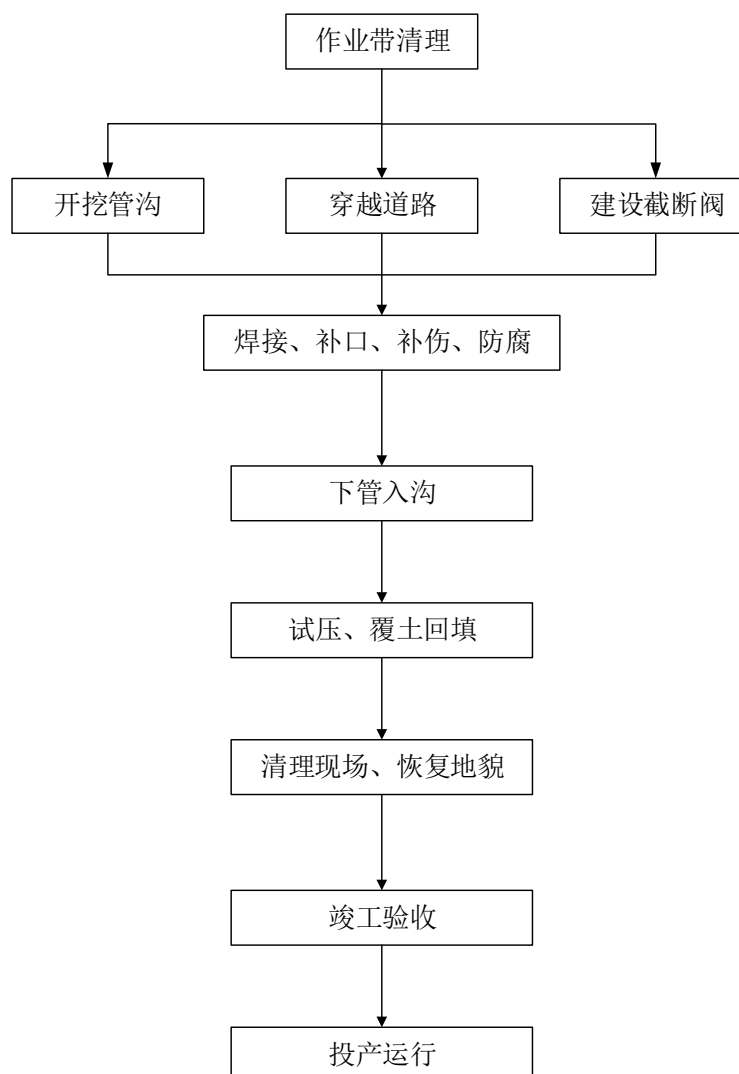 作业带清理
开挖管沟
穿越道路
建设截断阀
焊接、补口、补伤、防腐
下管入沟
试压、覆土回填
清理现场、恢复地貌
竣工验收
投产运行